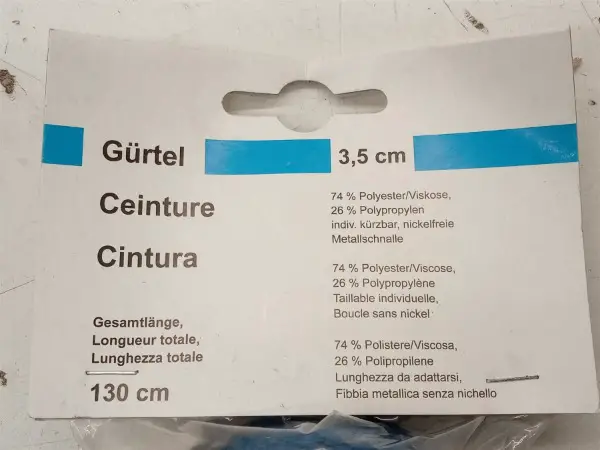 Gürtel
3,5 cm
Ceinture
Cintura
Gesamtlänge,
Longueur totale,
Lunghezza totale
130 cm
74 % Polyester/Viskose,
26 % Polypropylen
indiv. kürzbar, nickelfreie
Metallschnalle
74 % Polyester/Viscose,
26 % Polypropylène
Taillable individuelle,
Boucle sans nickel
74 % Polistere/Viscosa,
26 % Polipropilene
Lunghezza da adattarsi,
Fibbia metallica senza nichello